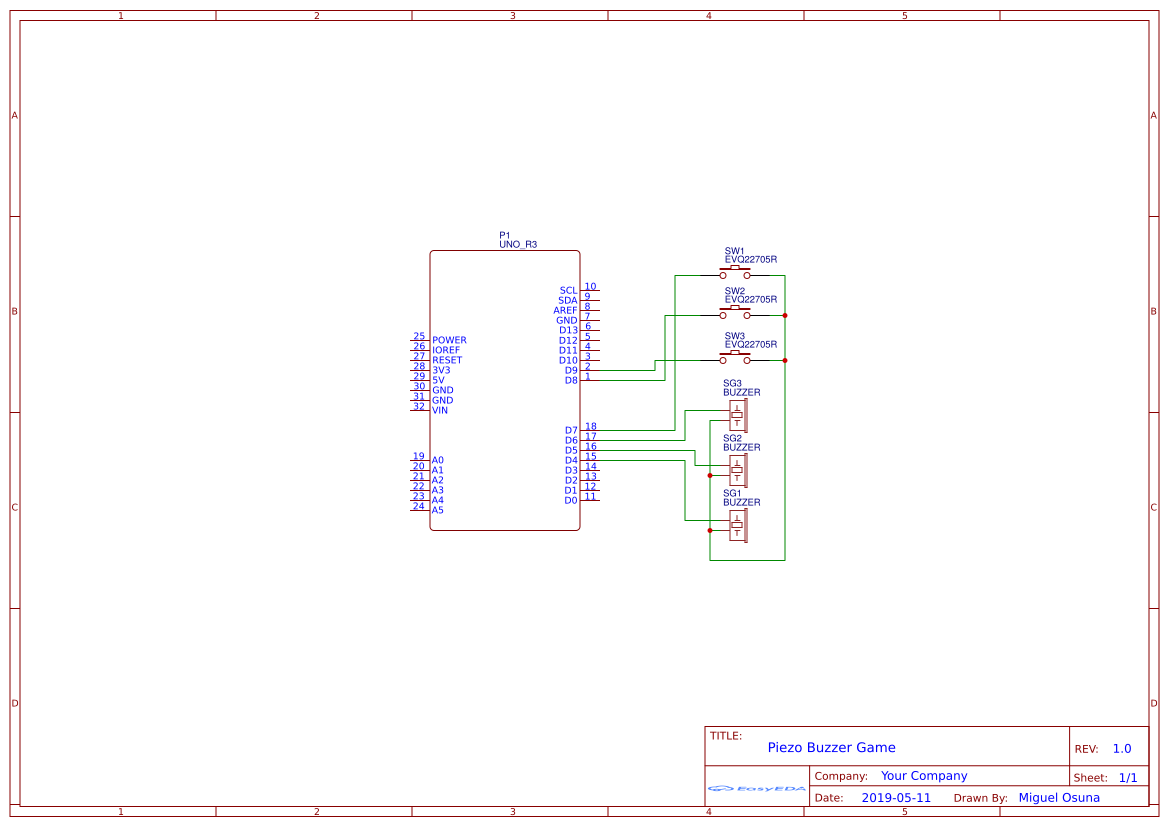 1 2 3 4 5
A A
B B
C C
D D
P1
UNO_R3
SCL 10
SDA 9
AREF 8
GND 7
D13 6
D12 5
D11 4
D10 3
D9 2
D8 1
25 POWER
26 IOREF
27 RESET
28 3V3
29 5V
30 GND
31 GND
32 VIN
D7 18
D6 17
D5 16
D4 15
D3 14
D2 13
D1 12
D0 11
19 A0
20 A1
21 A2
22 A3
23 A4
24 A5
SW1
EVQ22705R
SW2
EVQ22705R
SW3
EVQ22705R
SG3
BUZZER
SG2
BUZZER
SG1
BUZZER
TITLE:
Piezo Buzzer Game
REV: 1.0
Company: Your Company
Sheet: 1/1
EasyEDA
Date: 2019-05-11 Drawn By: Miguel Osuna
1 2 3 4 5